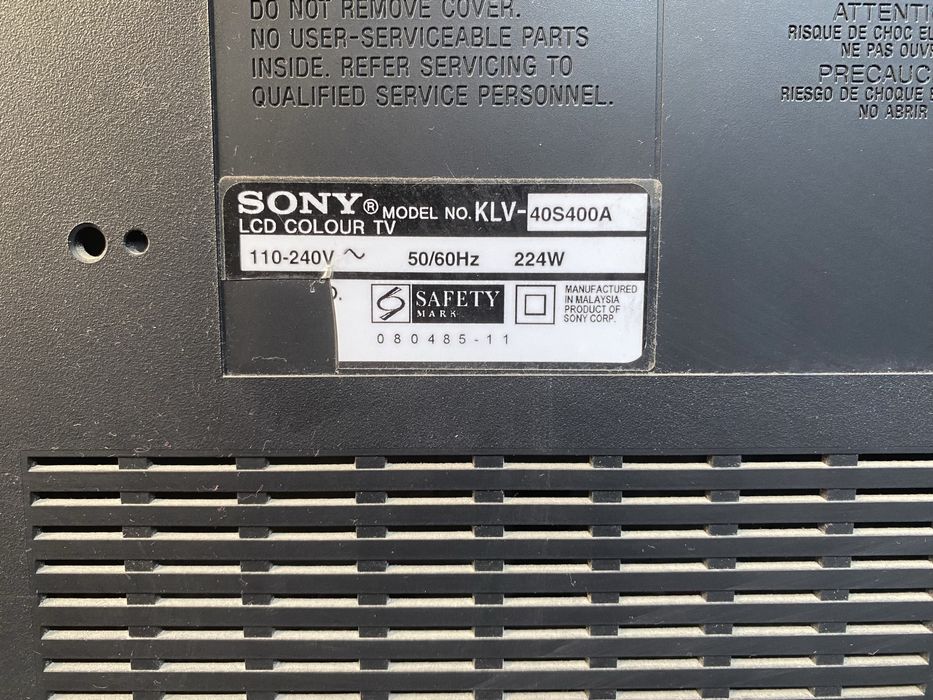 DO NOT REMOVE COVER.
NO USER-SERVICEABLE PARTS
INSIDE. REFER SERVICING TO
QUALIFIED SERVICE PERSONNEL.
ATTENTI
RISQUE DE CHOC EL
NE PAS OUVR
PRECAUC
RIESGO DE CHOQUE E
NO ABRIR
SONY® MODEL NO. KLV-40S400A
LCD COLOUR TV
110-240V ~ 50/60Hz 224W
SAFETY
MARK
MANUFACTURED
IN MALAYSIA
PRODUCT OF
SONY CORP.
080485-11